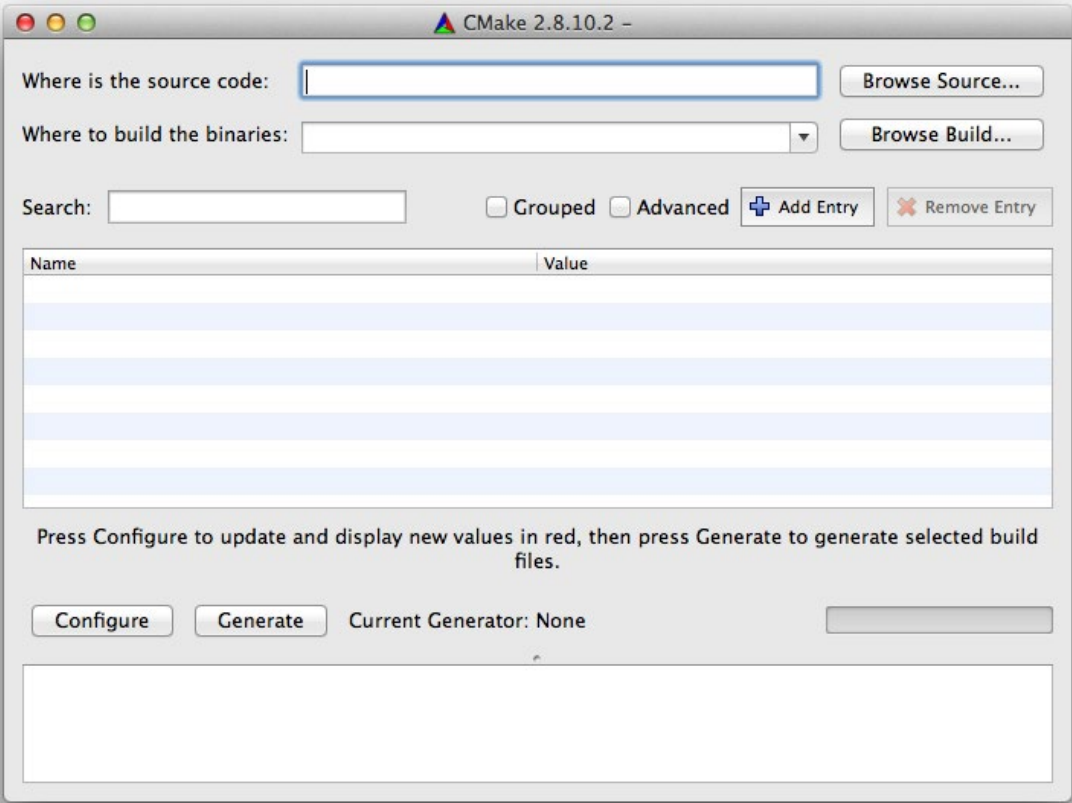 CMake 2.8.10.2 -
Where is the source code:
Browse Source...
Where to build the binaries:
Browse Build...
Search:
Grouped
Advanced
Add Entry
Remove Entry
Name
Value
Press Configure to update and display new values in red, then press Generate to generate selected build
files.
Configure
Generate
Current Generator: None